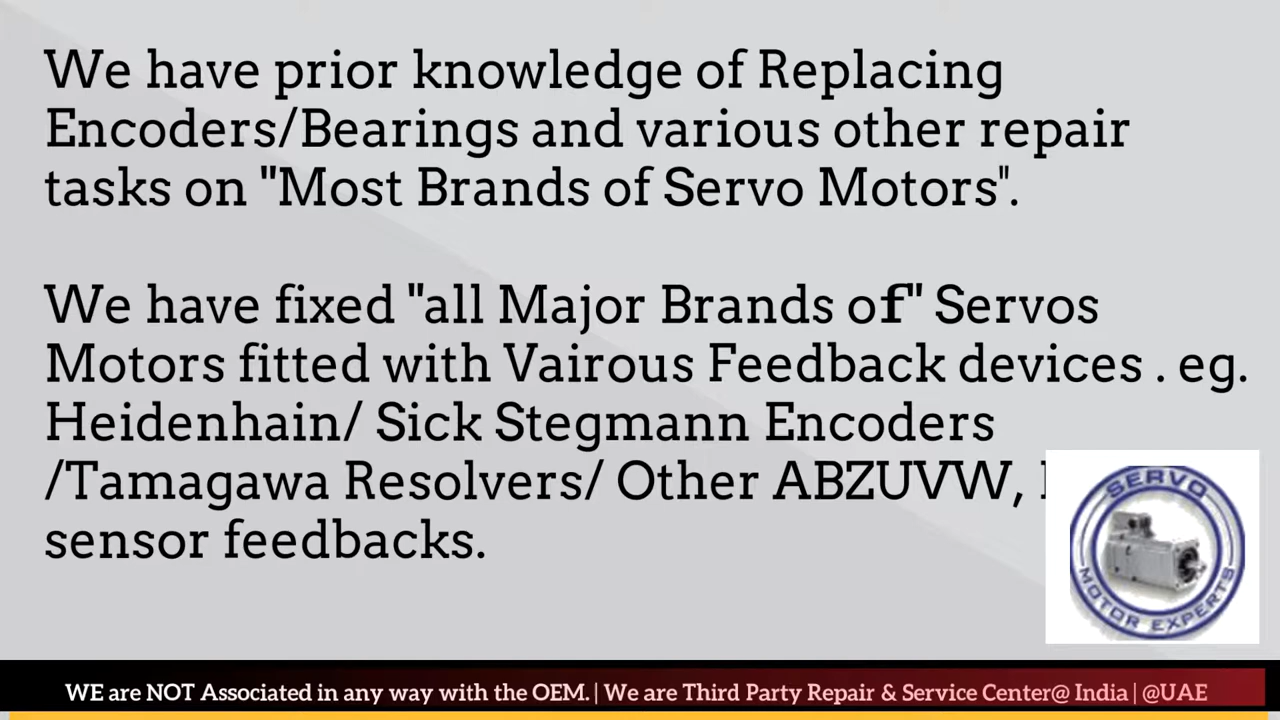 We have prior knowledge of Replacing
Encoders/Bearings and various other repair
tasks on "Most Brands of Servo Motors".
We have fixed "all Major Brands of" Servos
Motors fitted with Vairous Feedback devices . eg.
Heidenhain/ Sick Stegmann Encoders
/Tamagawa Resolvers/ Other ABZUVW,
sensor feedbacks.
SERVO
MOTOR EXPERTS
WE are NOT Associated in any way with the OEM. | We are Third Party Repair & Service Center@ India | @UAE